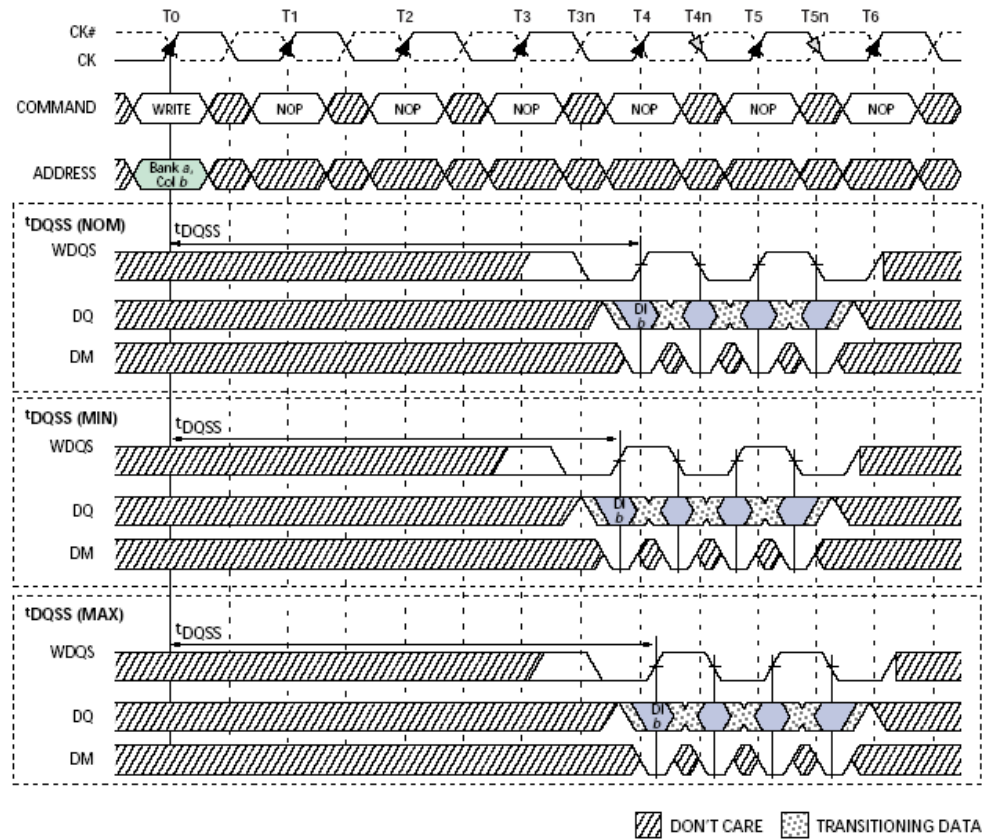 T0 T1 T2 T3 T3n T4 T4n T5 T5n T6
CK#
CK
COMMAND WRITE NOP NOP NOP NOP NOP NOP
ADDRESS Bank a,
Col b
tDQSS (NOM)
tDQSS
WDQS
DQ DI
b
DM
tDQSS (MIN)
tDQSS
WDQS
DQ DI
b
DM
tDQSS (MAX)
tDQSS
WDQS
DQ DI
b
DM
DON'T CARE TRANSITIONING DATA